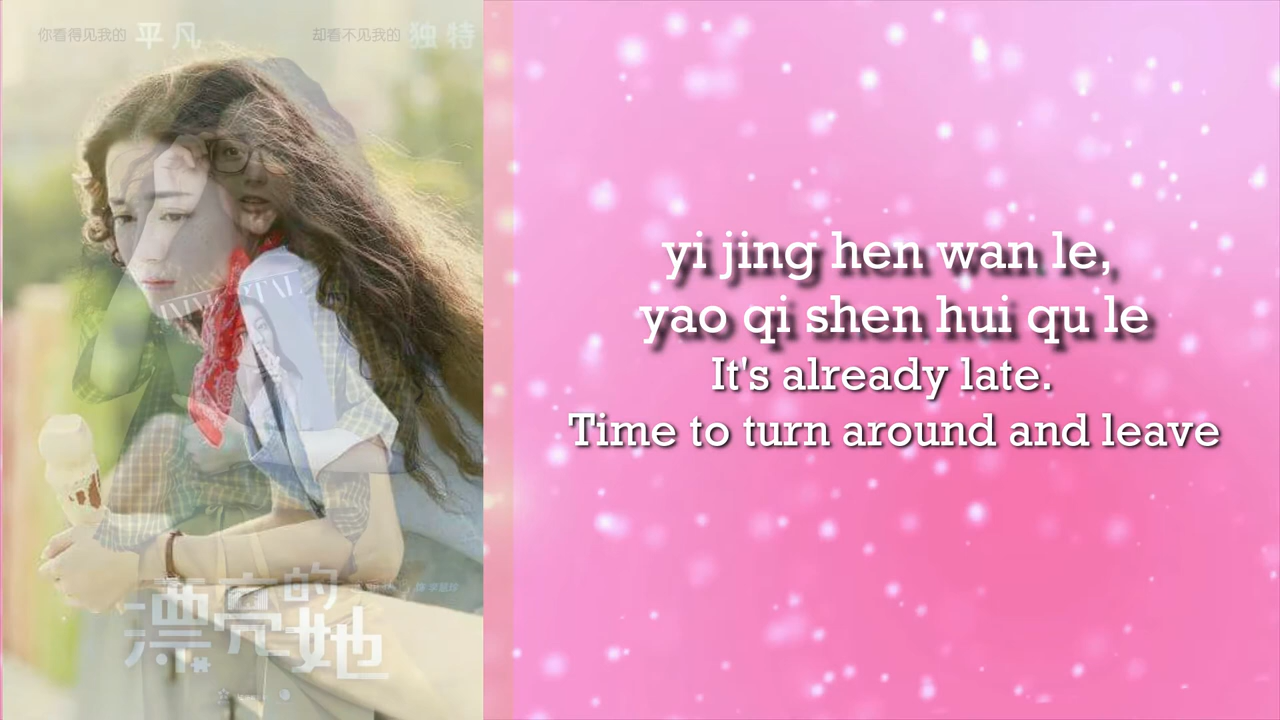 你看得见我的 平凡
却看不见我的 独特
漂亮的她
yi jing hen wan le,
yao qi shen hui qu le
It's already late.
Time to turn around and leave